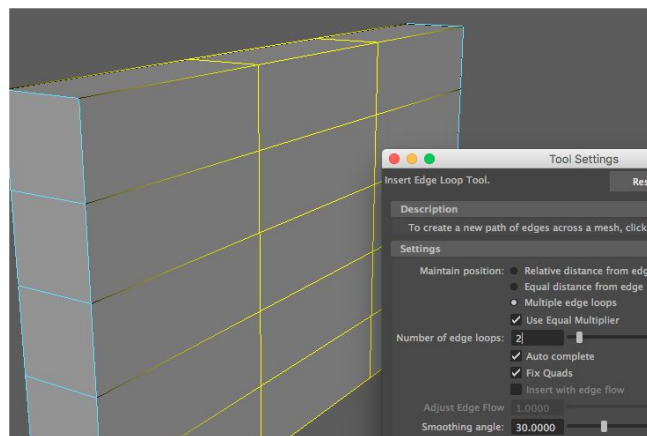 Tool Settings
Insert Edge Loop Tool.
Description
To create a new path of edges across a mesh, click
Settings
Maintain position: Relative distance from
Equal distance from edge
Multiple edge loops
Use Equal Multiplier
Number of edge loops: 2
Auto complete
Fix Quads
Insert with edge flow
Adjust Edge Flow 1.0000
Smoothing angle: 30.0000